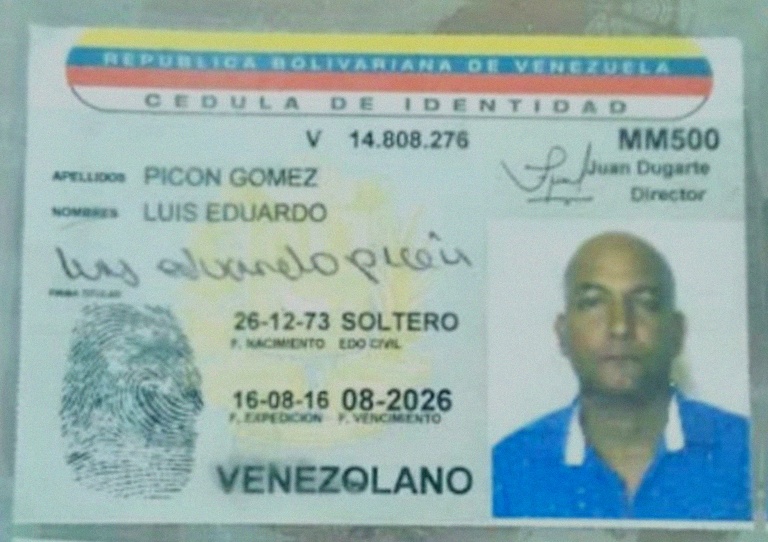 REPUBLICA BOLIVARIANA DE VENEZUELA
CEDULA DE IDENTIDAD
V 14.808.276
MM500
Juan Dugarte
Director
APELLIDOS PICON GOMEZ
NOMBRES LUIS EDUARDO
luis eduardo picón
FIRMA TITULAR
26-12-73 SOLTERO
F. NACIMIENTO EDO CIVIL
16-08-16 08-2026
F. EXPEDICION F. VENCIMIENTO
VENEZOLANO